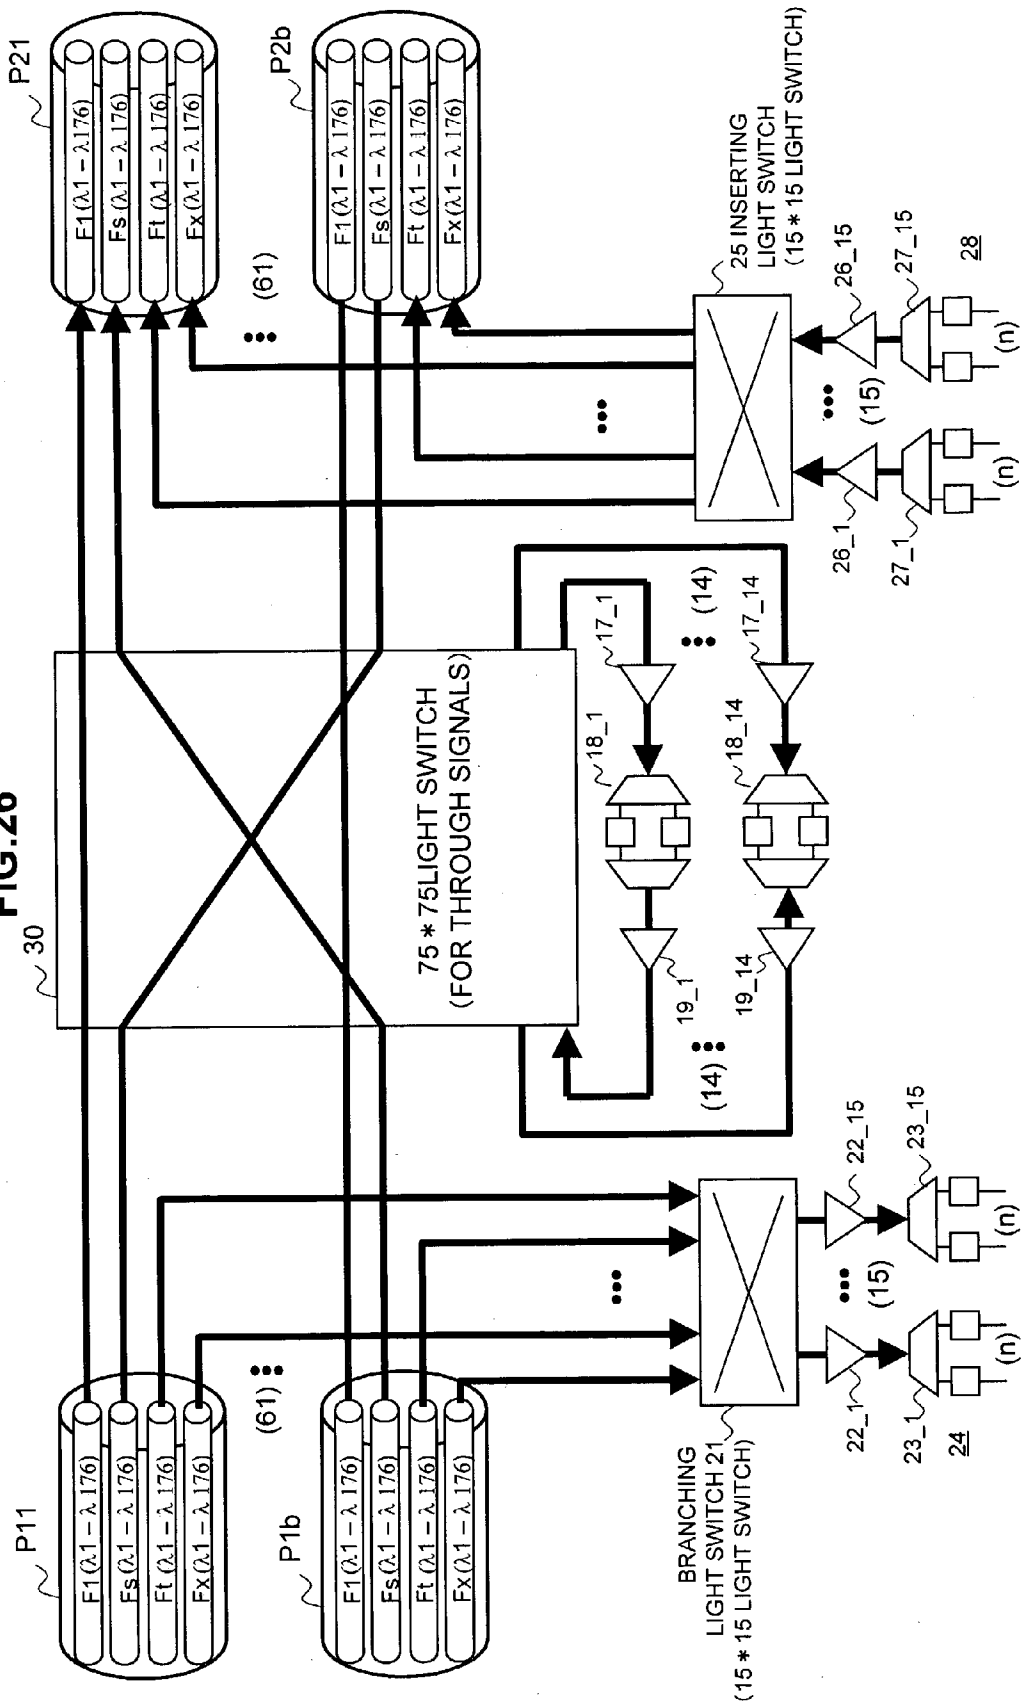 FIG.26
30
P11
F1(λ1-λ176)
Fs(λ1-λ176)
Ft(λ1-λ176)
Fx(λ1-λ176)
(61)
P1b
F1(λ1-λ176)
Fs(λ1-λ176)
Ft(λ1-λ176)
Fx(λ1-λ176)
P21
F1(λ1-λ176)
Fs(λ1-λ176)
Ft(λ1-λ176)
Fx(λ1-λ176)
(61)
P2b
F1(λ1-λ176)
Fs(λ1-λ176)
Ft(λ1-λ176)
Fx(λ1-λ176)
75*75LIGHT SWITCH
(FOR THROUGH SIGNALS)
BRANCHING
LIGHT SWITCH 21
(15*15 LIGHT SWITCH)
22_1
22_15
(15)
23_1
23_15
(n)
(n)
24
17_1
(14)
17_14
18_1
18_14
19_1
(14)
19_14
25 INSERTING
LIGHT SWITCH
(15*15 LIGHT SWITCH)
26_1
26_15
(15)
27_1
27_15
(n)
(n)
28